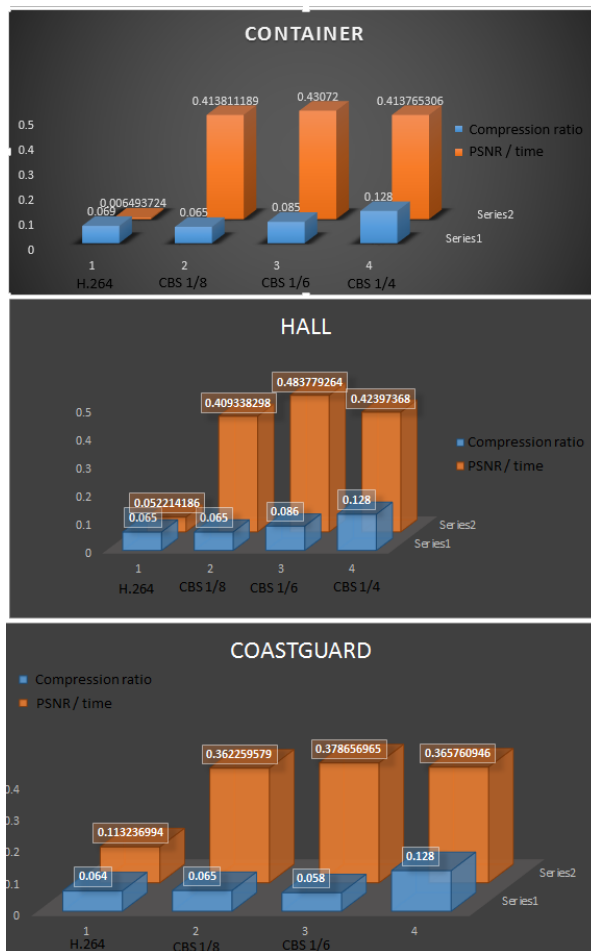 CONTAINER
0.413811189 0.43072 0.413765306
0.5
0.4
0.3
0.2
0.1
0
0.006493724
0.069 0.065 0.085 0.128
Compression ratio
PSNR / time
Series2
Series1
1 2 3 4
H.264 CBS 1/8 CBS 1/6 CBS 1/4
HALL
0.483779264
0.409338298 0.42397368
0.5
0.4
0.3
0.2
0.1
0
0.052214186
0.065 0.065 0.086 0.128
Compression ratio
PSNR / time
Series2
Series1
1 2 3 4
H.264 CBS 1/8 CBS 1/6 CBS 1/4
COASTGUARD
Compression ratio
PSNR / time
0.362259579 0.378656965 0.365760946
0.4
0.3
0.2
0.1
0
0.113236994
0.064 0.065 0.058 0.128
Series2
Series1
1 2 3 4
H.264 CBS 1/8 CBS 1/6